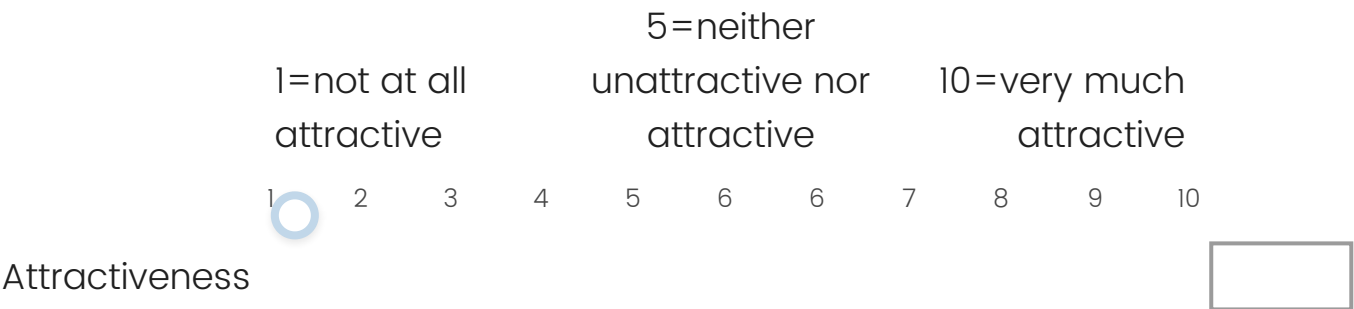 5=neither
1=not at all unattractive nor 10=very much
attractive attractive attractive
1 2 3 4 5 6 6 7 8 9 10
Attractiveness